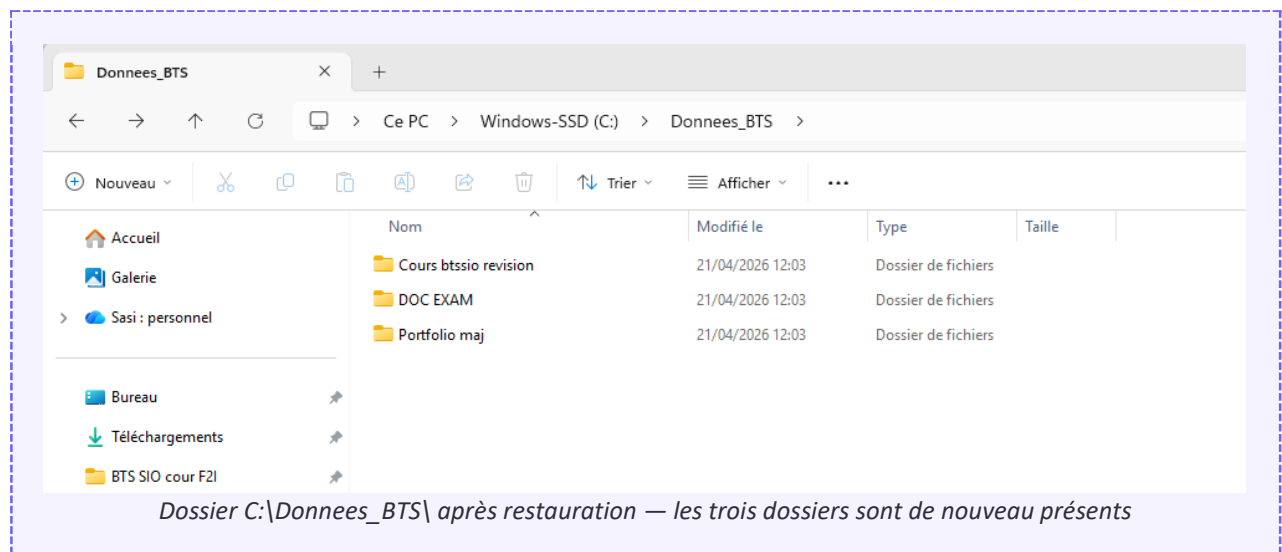 Donnees_BTS
Ce PC > Windows-SSD (C:) > Donnees_BTS >
Nouveau Trier Afficher
Nom Modifié le Type Taille
Accueil
Galerie
Sasi : personnel
Bureau
Téléchargements
BTS SIO cour F2I
Cours btssio revision 21/04/2026 12:03 Dossier de fichiers
DOC EXAM 21/04/2026 12:03 Dossier de fichiers
Portfolio maj 21/04/2026 12:03 Dossier de fichiers
Dossier C:\Donnees_BTS\ après restauration — les trois dossiers sont de nouveau présents